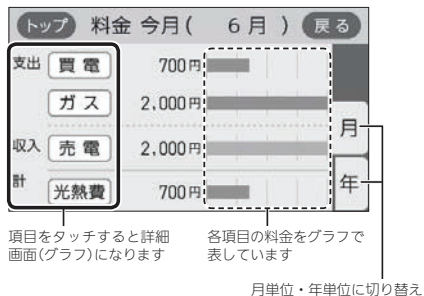 トップ 料金 今月( 6月 ) 戻る
支出 買電 700円
ガス 2,000円
月
収入 売電 2,000円
計 光熱費 700円 年
項目をタッチすると詳細
画面(グラフ)になります
各項目の料金をグラフで
表しています
月単位・年単位に切り替え